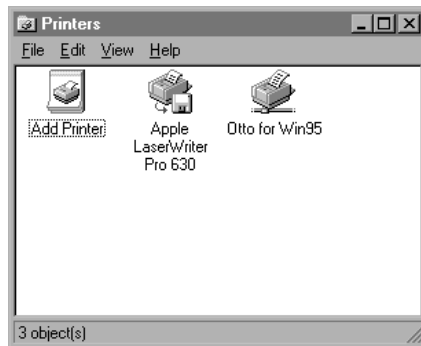 Printers
File Edit View Help
Add Printer Apple Otto for Win95
LaserWriter
Pro 630
3 object(s)